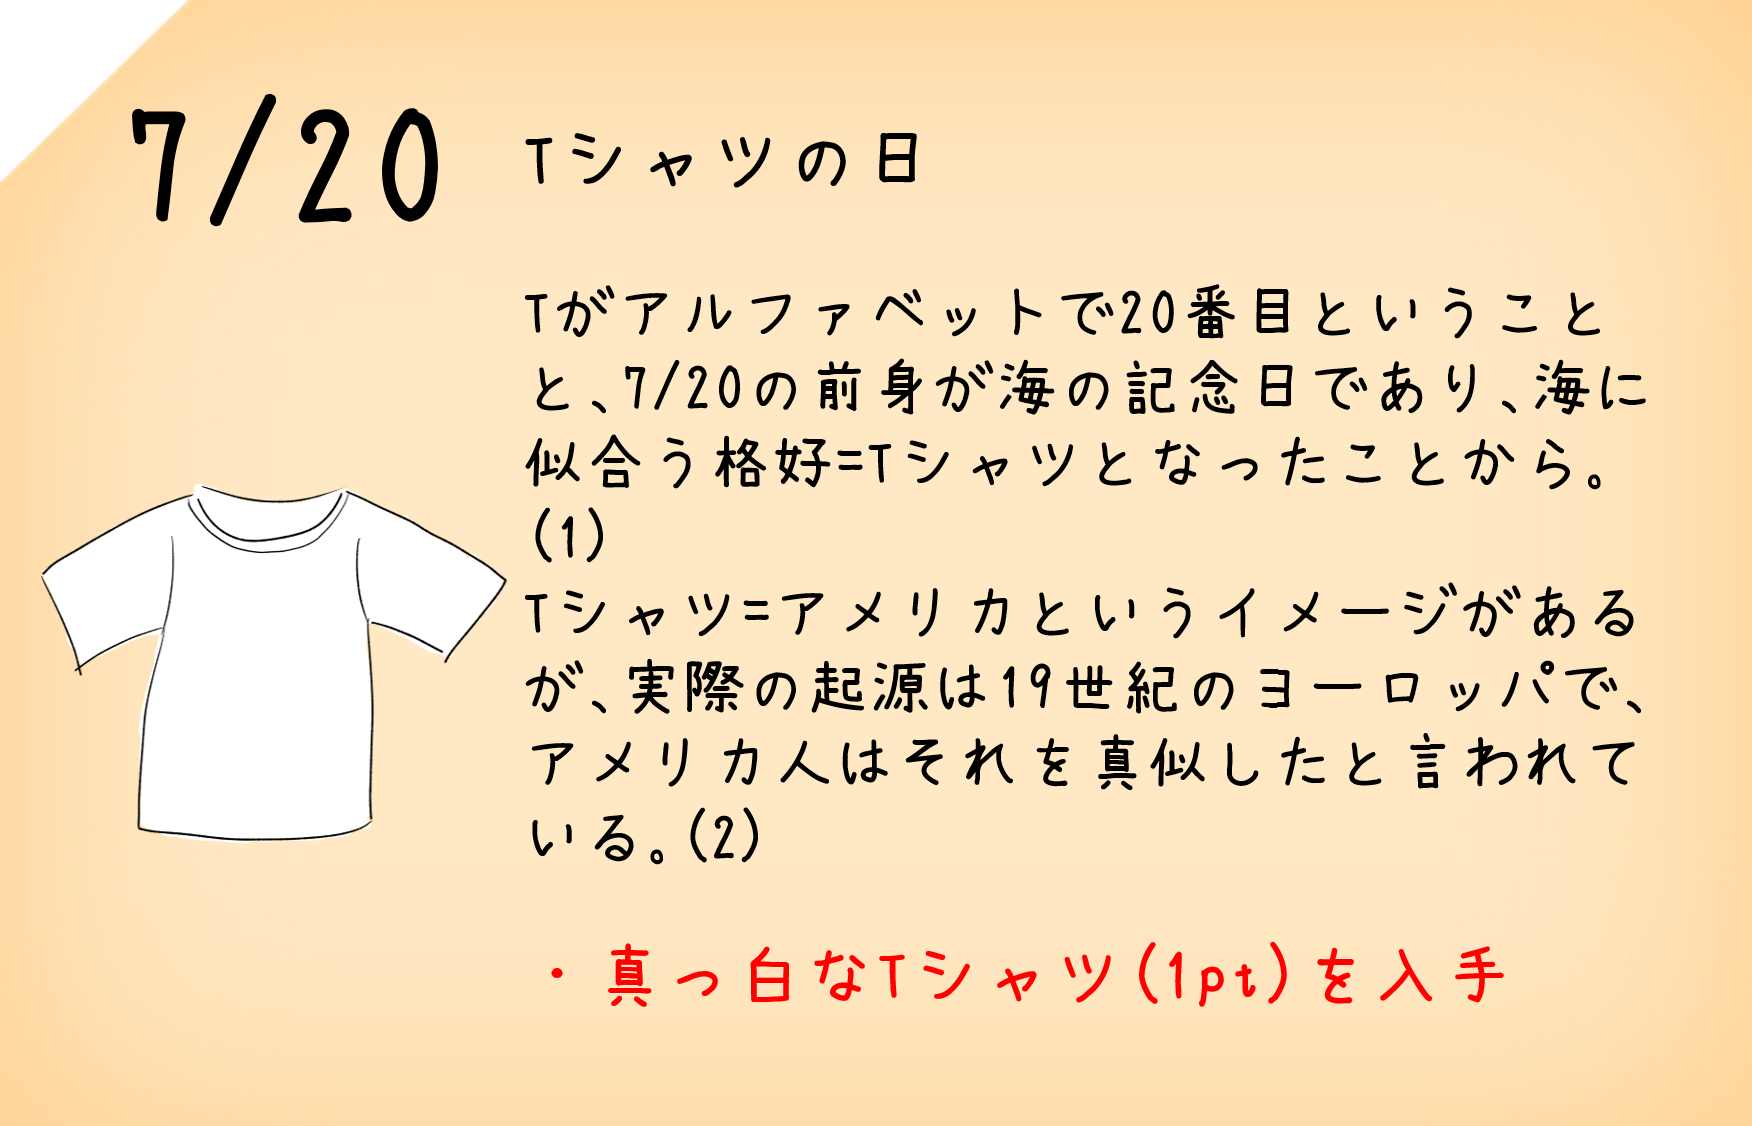 7/20 Tシャツの日
Tがアルファベットで20番目ということ
と、7/20の前身が海の記念日であり、海に
似合う格好=Tシャツとなったことから。
(1)
Tシャツ=アメリカというイメージがある
が、実際の起源は19世紀のヨーロッパで、
アメリカ人はそれを真似したと言われて
いる。(2)
・真っ白なTシャツ(1pt)を入手